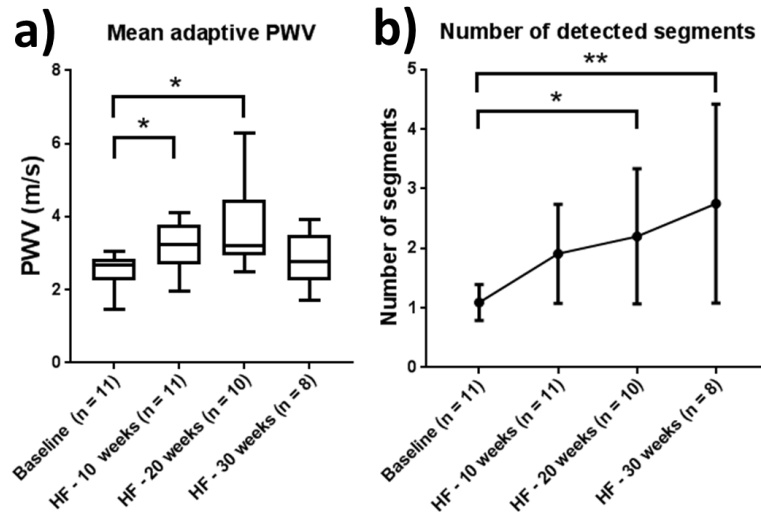 a)
Mean adaptive PWV
PWV (m/s)
8
6
4
2
0
*
*
Baseline (n = 11)
HF - 10 weeks (n = 11)
HF - 20 weeks (n = 10)
HF - 30 weeks (n = 8)
b)
Number of detected segments
Number of segments
5
4
3
2
1
0
**
*
Baseline (n = 11)
HF - 10 weeks (n = 11)
HF - 20 weeks (n = 10)
HF - 30 weeks (n = 8)